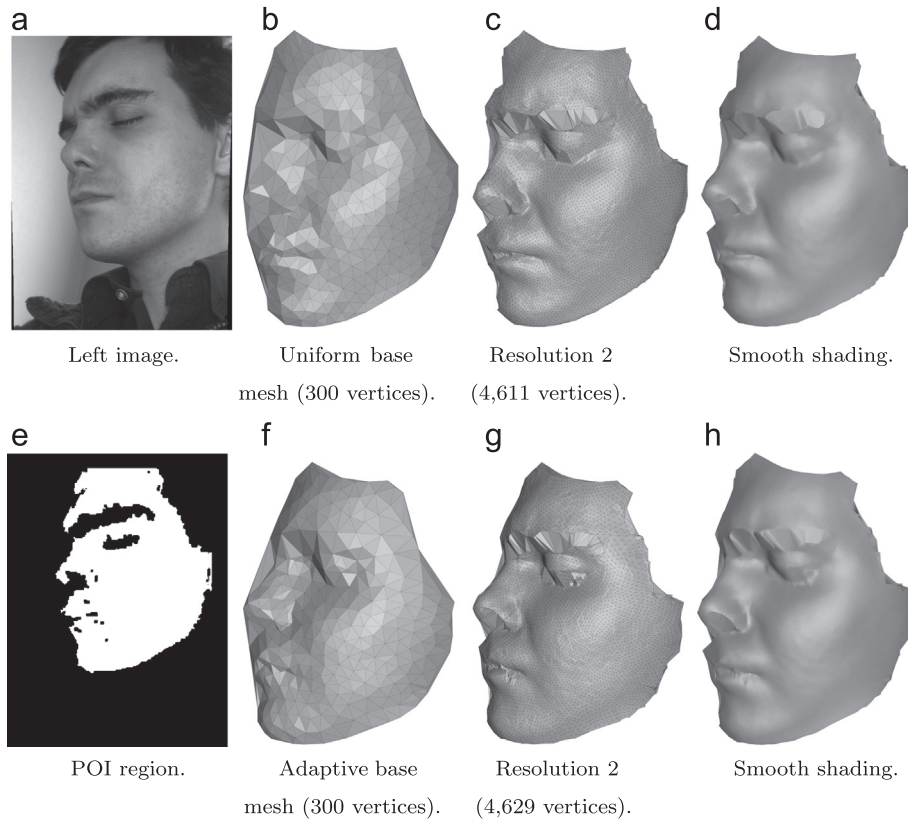 a
b
c
d
Left image.
Uniform base
mesh (300 vertices).
Resolution 2
(4,611 vertices).
Smooth shading.
e
f
g
h
POI region.
Adaptive base
mesh (300 vertices).
Resolution 2
(4,629 vertices).
Smooth shading.